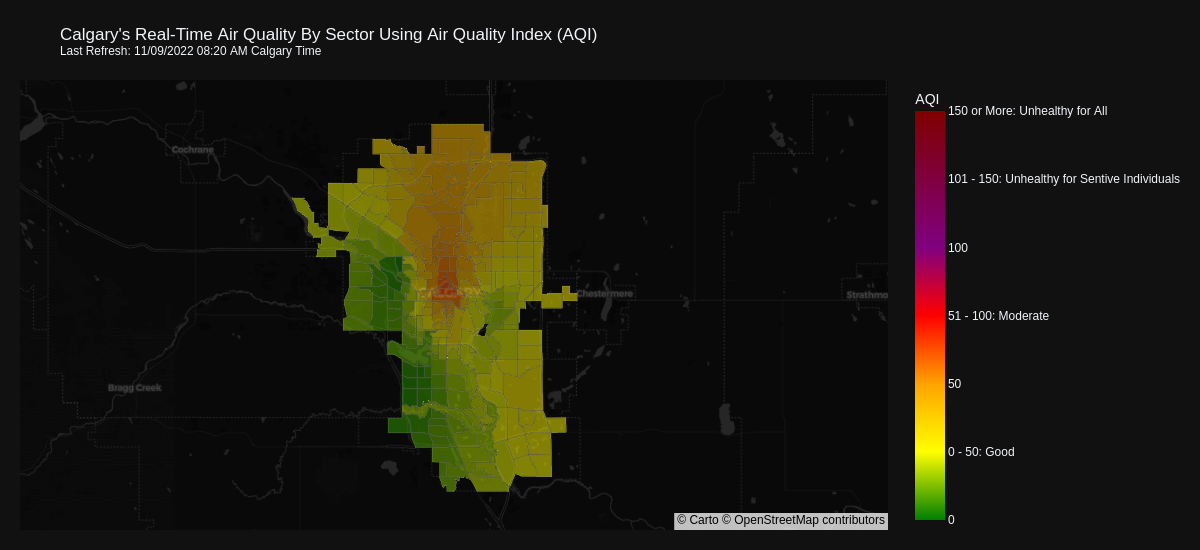 Calgary's Real-Time Air Quality By Sector Using Air Quality Index (AQI)
Last Refresh: 11/09/2022 08:20 AM Calgary Time
AQI
150 or More: Unhealthy for All
Cochrane
101 - 150: Unhealthy for Sentive Individuals
100
Chestermere
Strathmo
51 - 100: Moderate
50
Bragg Creek
0 - 50: Good
0
© Carto © OpenStreetMap contributors